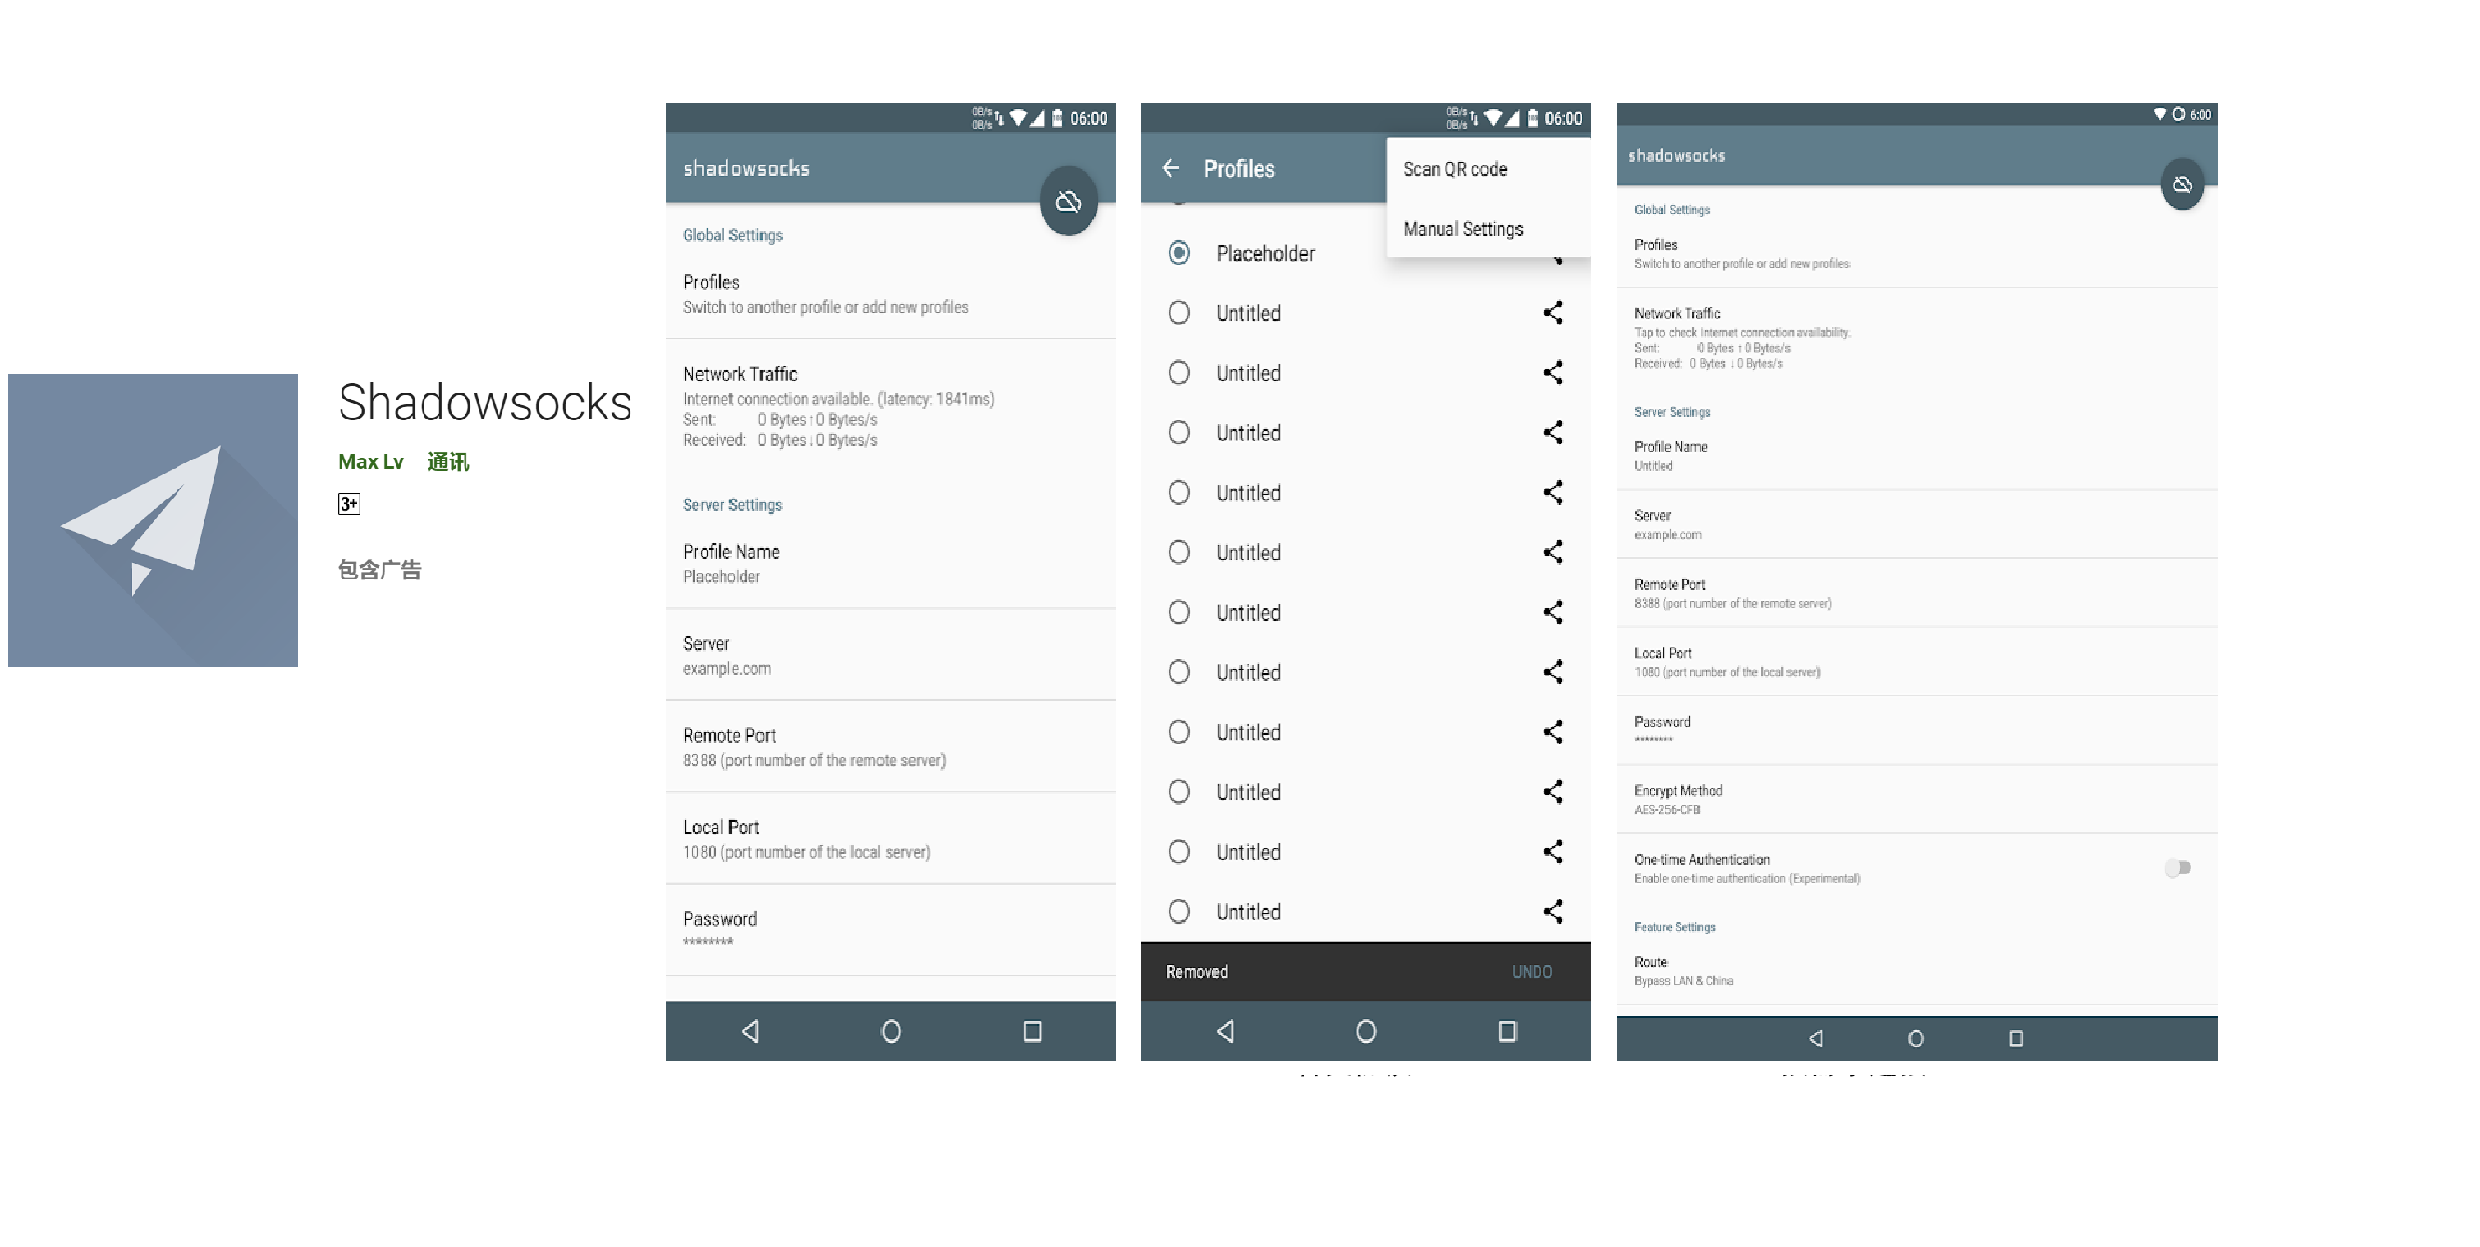 Shadowsocks
Max Lv 通讯
3+
包含广告
0B/s
0B/s
06:00
shadowsocks
Global Settings
Profiles
Switch to another profile or add new profiles
Network Traffic
Internet connection available. (latency: 1841ms)
Sent: 0 Bytes↑0 Bytes/s
Received: 0 Bytes↓0 Bytes/s
Server Settings
Profile Name
Placeholder
Server
example.com
Remote Port
8388 (port number of the remote server)
Local Port
1080 (port number of the local server)
Password
********
0B/s
0B/s
06:00
Profiles
Scan QR code
Manual Settings
Placeholder
Untitled
Untitled
Untitled
Untitled
Untitled
Untitled
Untitled
Untitled
Untitled
Untitled
Untitled
Removed UNDO
6:00
shadowsocks
Global Settings
Profiles
Switch to another profile or add new profiles
Network Traffic
Tap to check Internet connection availability.
Sent: 0 Bytes ↑0 Bytes/s
Received: 0 Bytes ↓0 Bytes/s
Server Settings
Profile Name
Untitled
Server
example.com
Remote Port
8388 (port number of the remote server)
Local Port
1080 (port number of the local server)
Password
********
Encrypt Method
AES-256-CFB
One-time Authentication
Enable one-time authentication (Experimental)
Feature Settings
Route
Bypass LAN & China